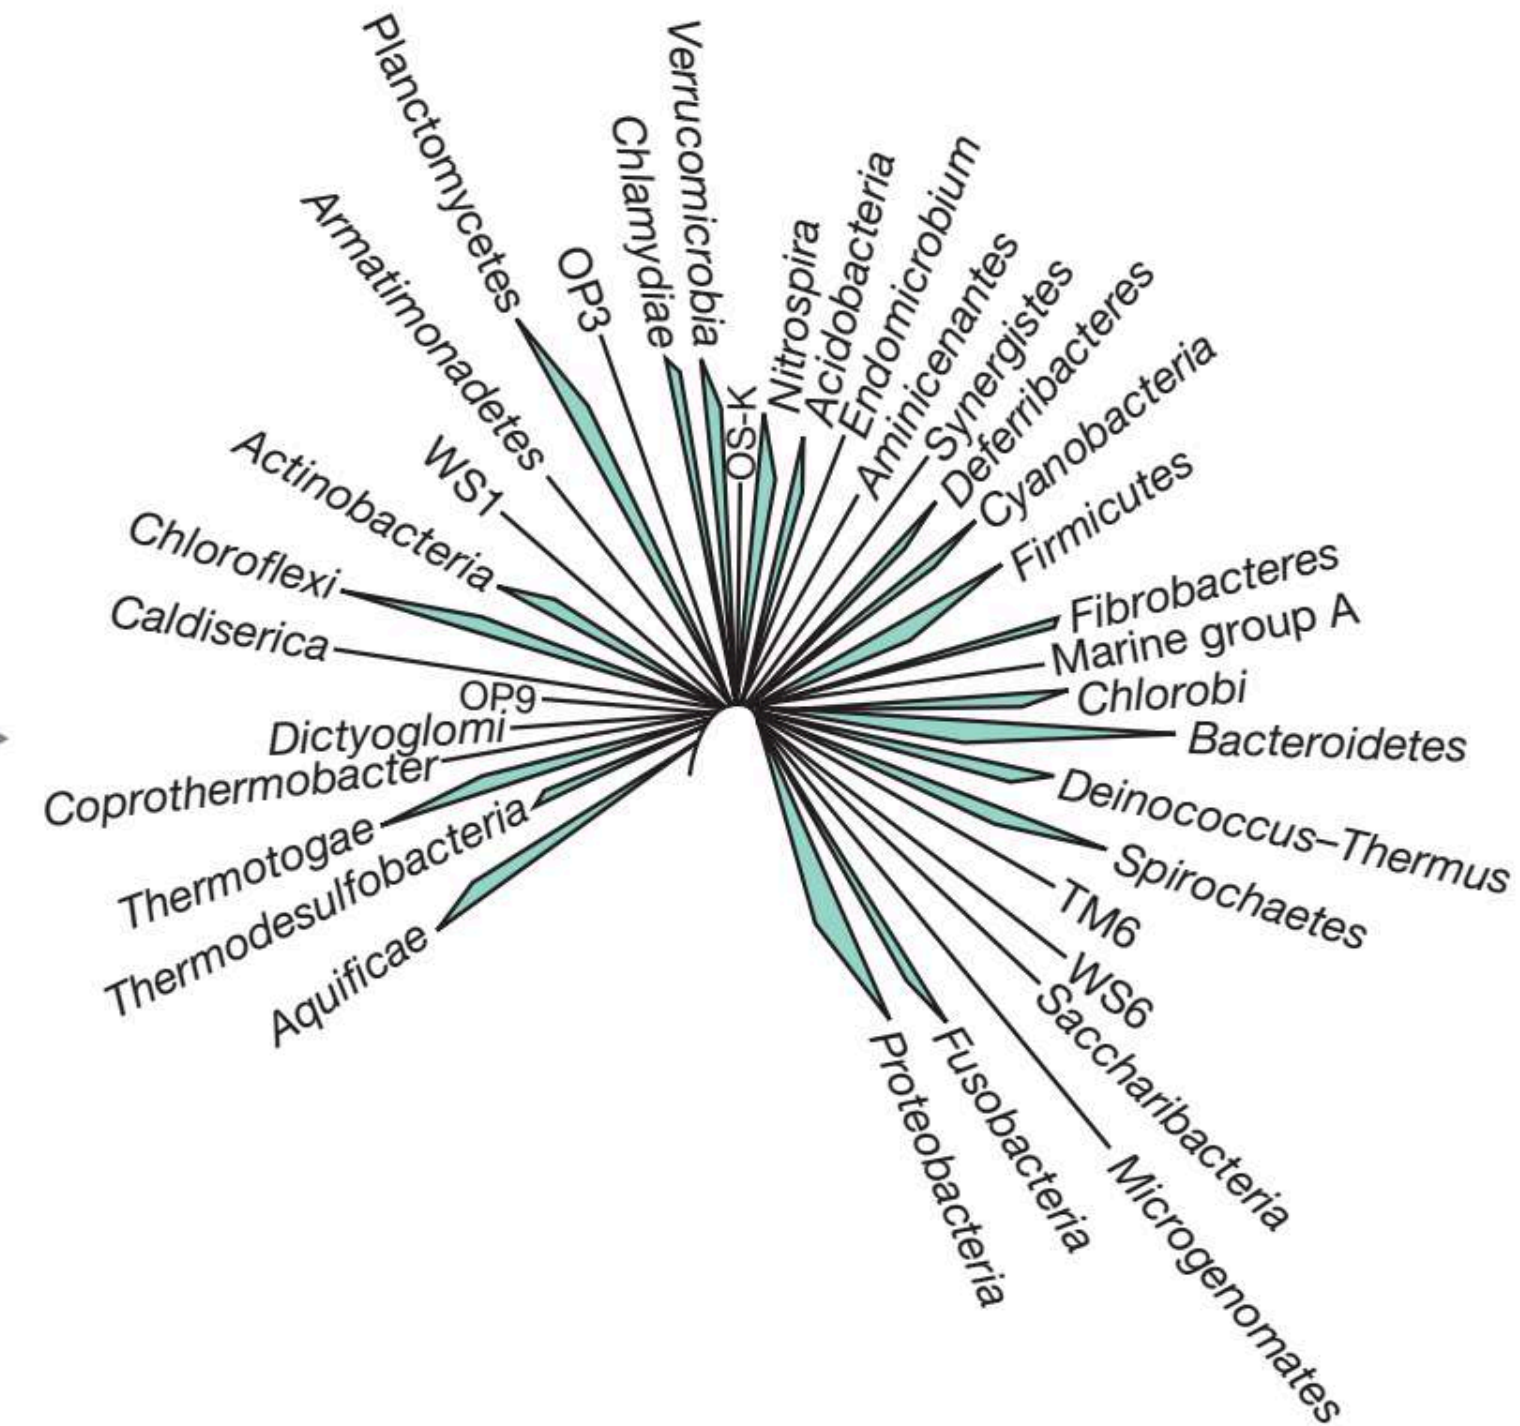 Aquificae
Thermodesulfobacteria
Thermotogae
Coprothermobacter
Dictyoglomi
OP9
Caldiserica
Chloroflexi
Actinobacteria
WS1
Armatimonadetes
Planctomycetes
OP3
Chlamydiae
Verrucomicrobia
OS-K
Nitrospira
Acidobacteria
Endomicrobium
Aminicenantes
Synergistes
Deferribacteres
Cyanobacteria
Firmicutes
Fibrobacteres
Marine group A
Chlorobi
Bacteroidetes
Deinococcus–Thermus
Spirochaetes
TM6
WS6
Saccharibacteria
Microgenomates
Fusobacteria
Proteobacteria